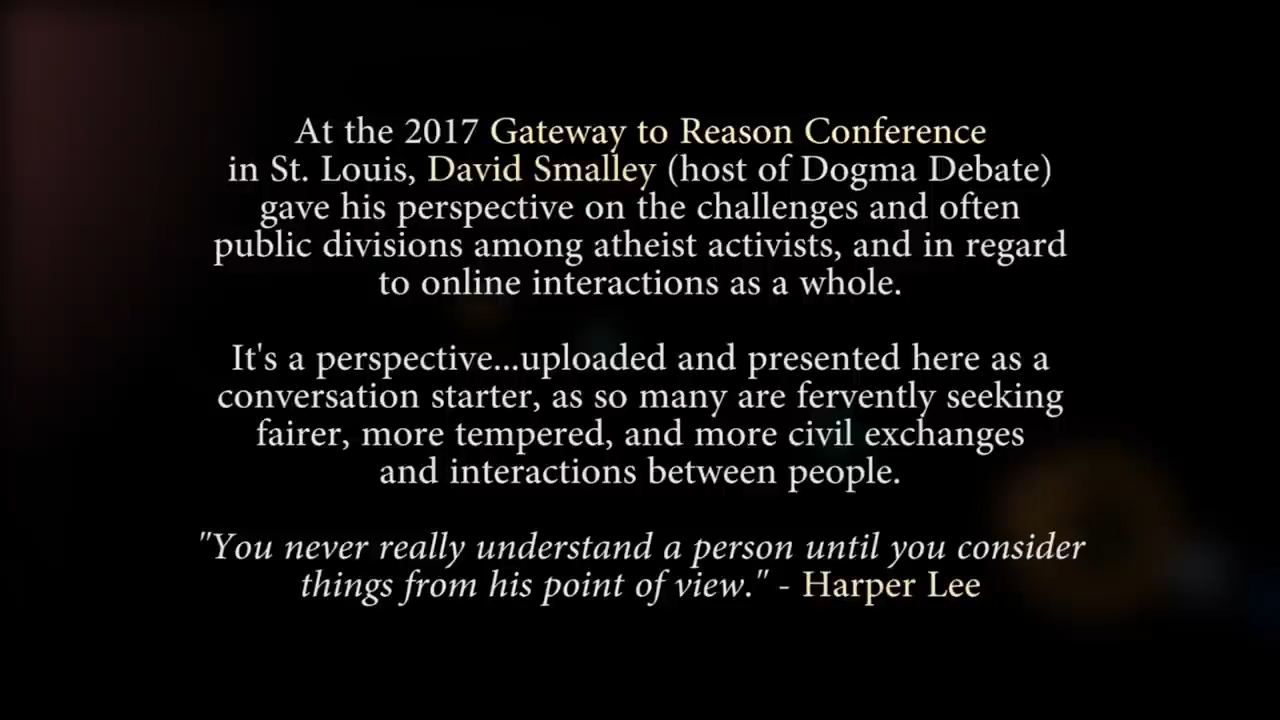 At the 2017 Gateway to Reason Conference
in St. Louis, David Smalley (host of Dogma Debate)
gave his perspective on the challenges and often
public divisions among atheist activists, and in regard
to online interactions as a whole.
It's a perspective...uploaded and presented here as a
conversation starter, as so many are fervently seeking
fairer, more tempered, and more civil exchanges
and interactions between people.
"You never really understand a person until you consider
things from his point of view." - Harper Lee